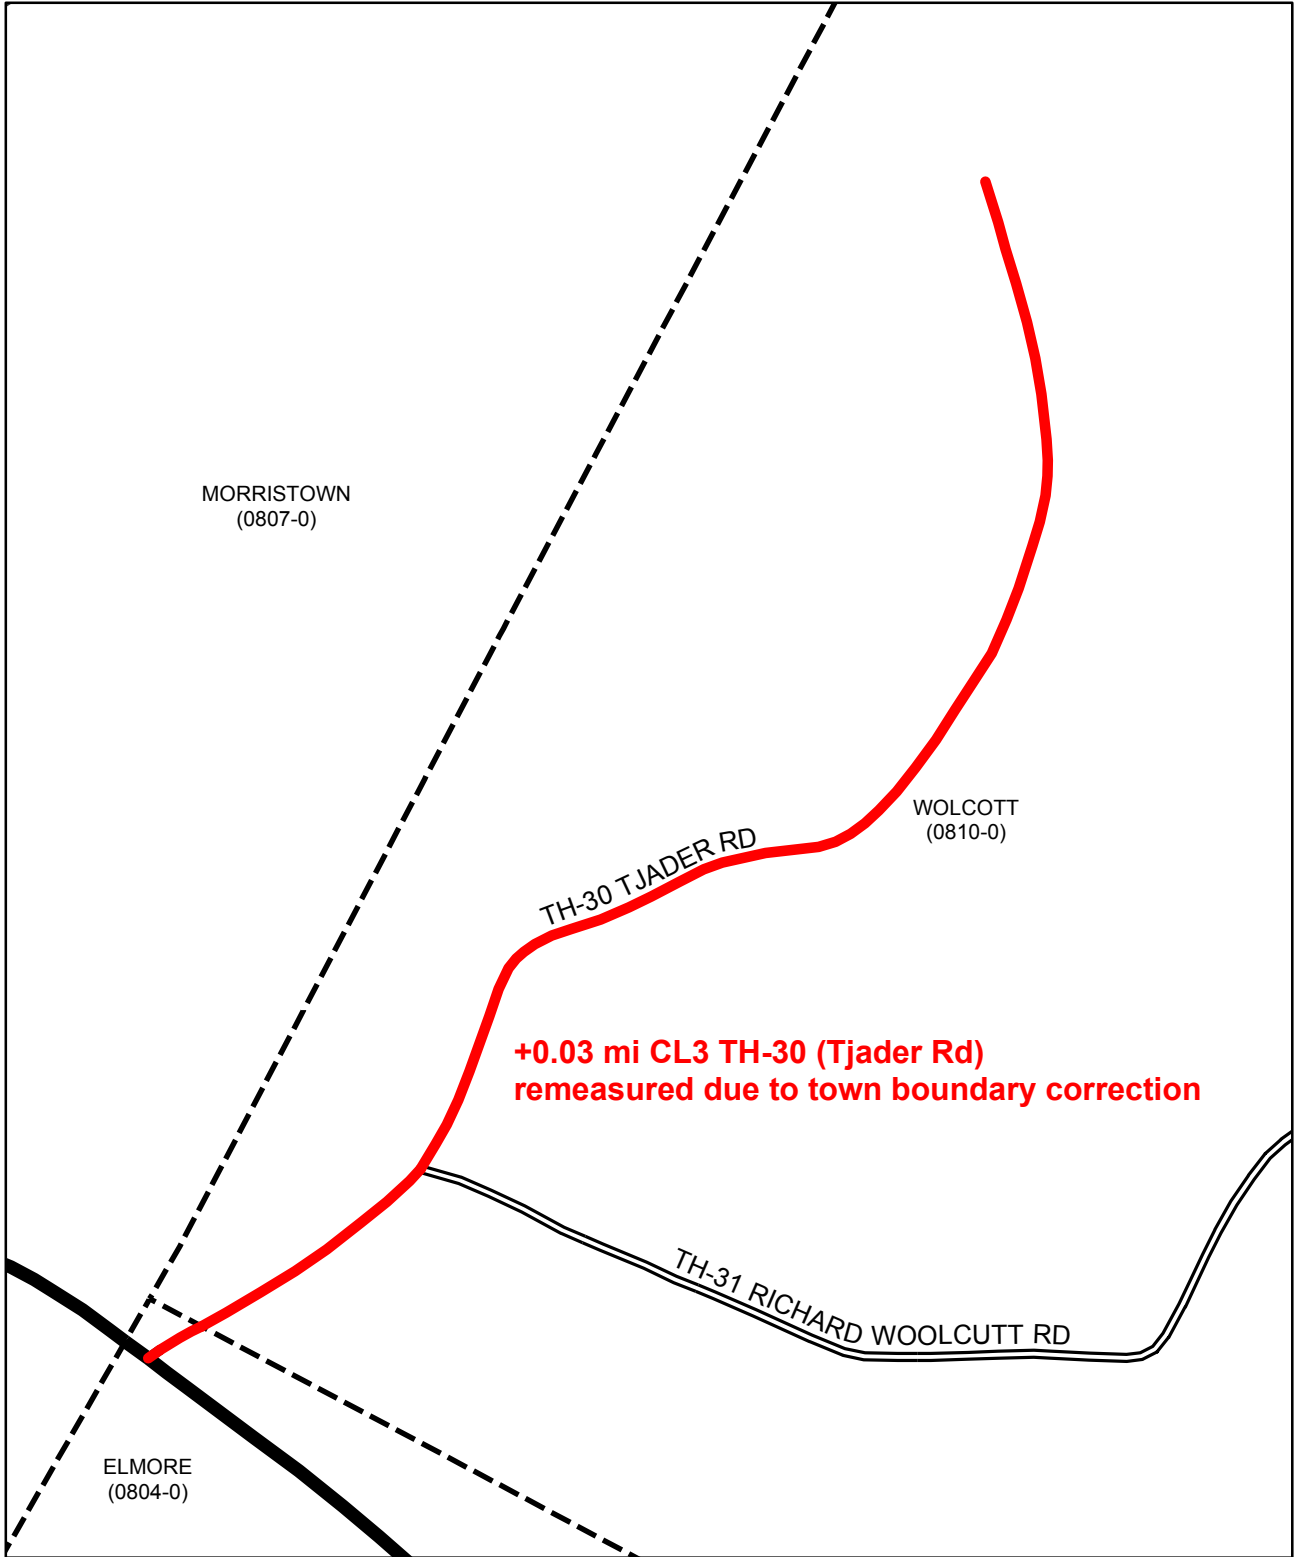 MORRISTOWN
(0807-0)
WOLCOTT
(0810-0)
TH-30 TJADER RD
+0.03 mi CL3 TH-30 (Tjader Rd)
remeasured due to town boundary correction
TH-31 RICHARD WOOLCUTT RD
ELMORE
(0804-0)